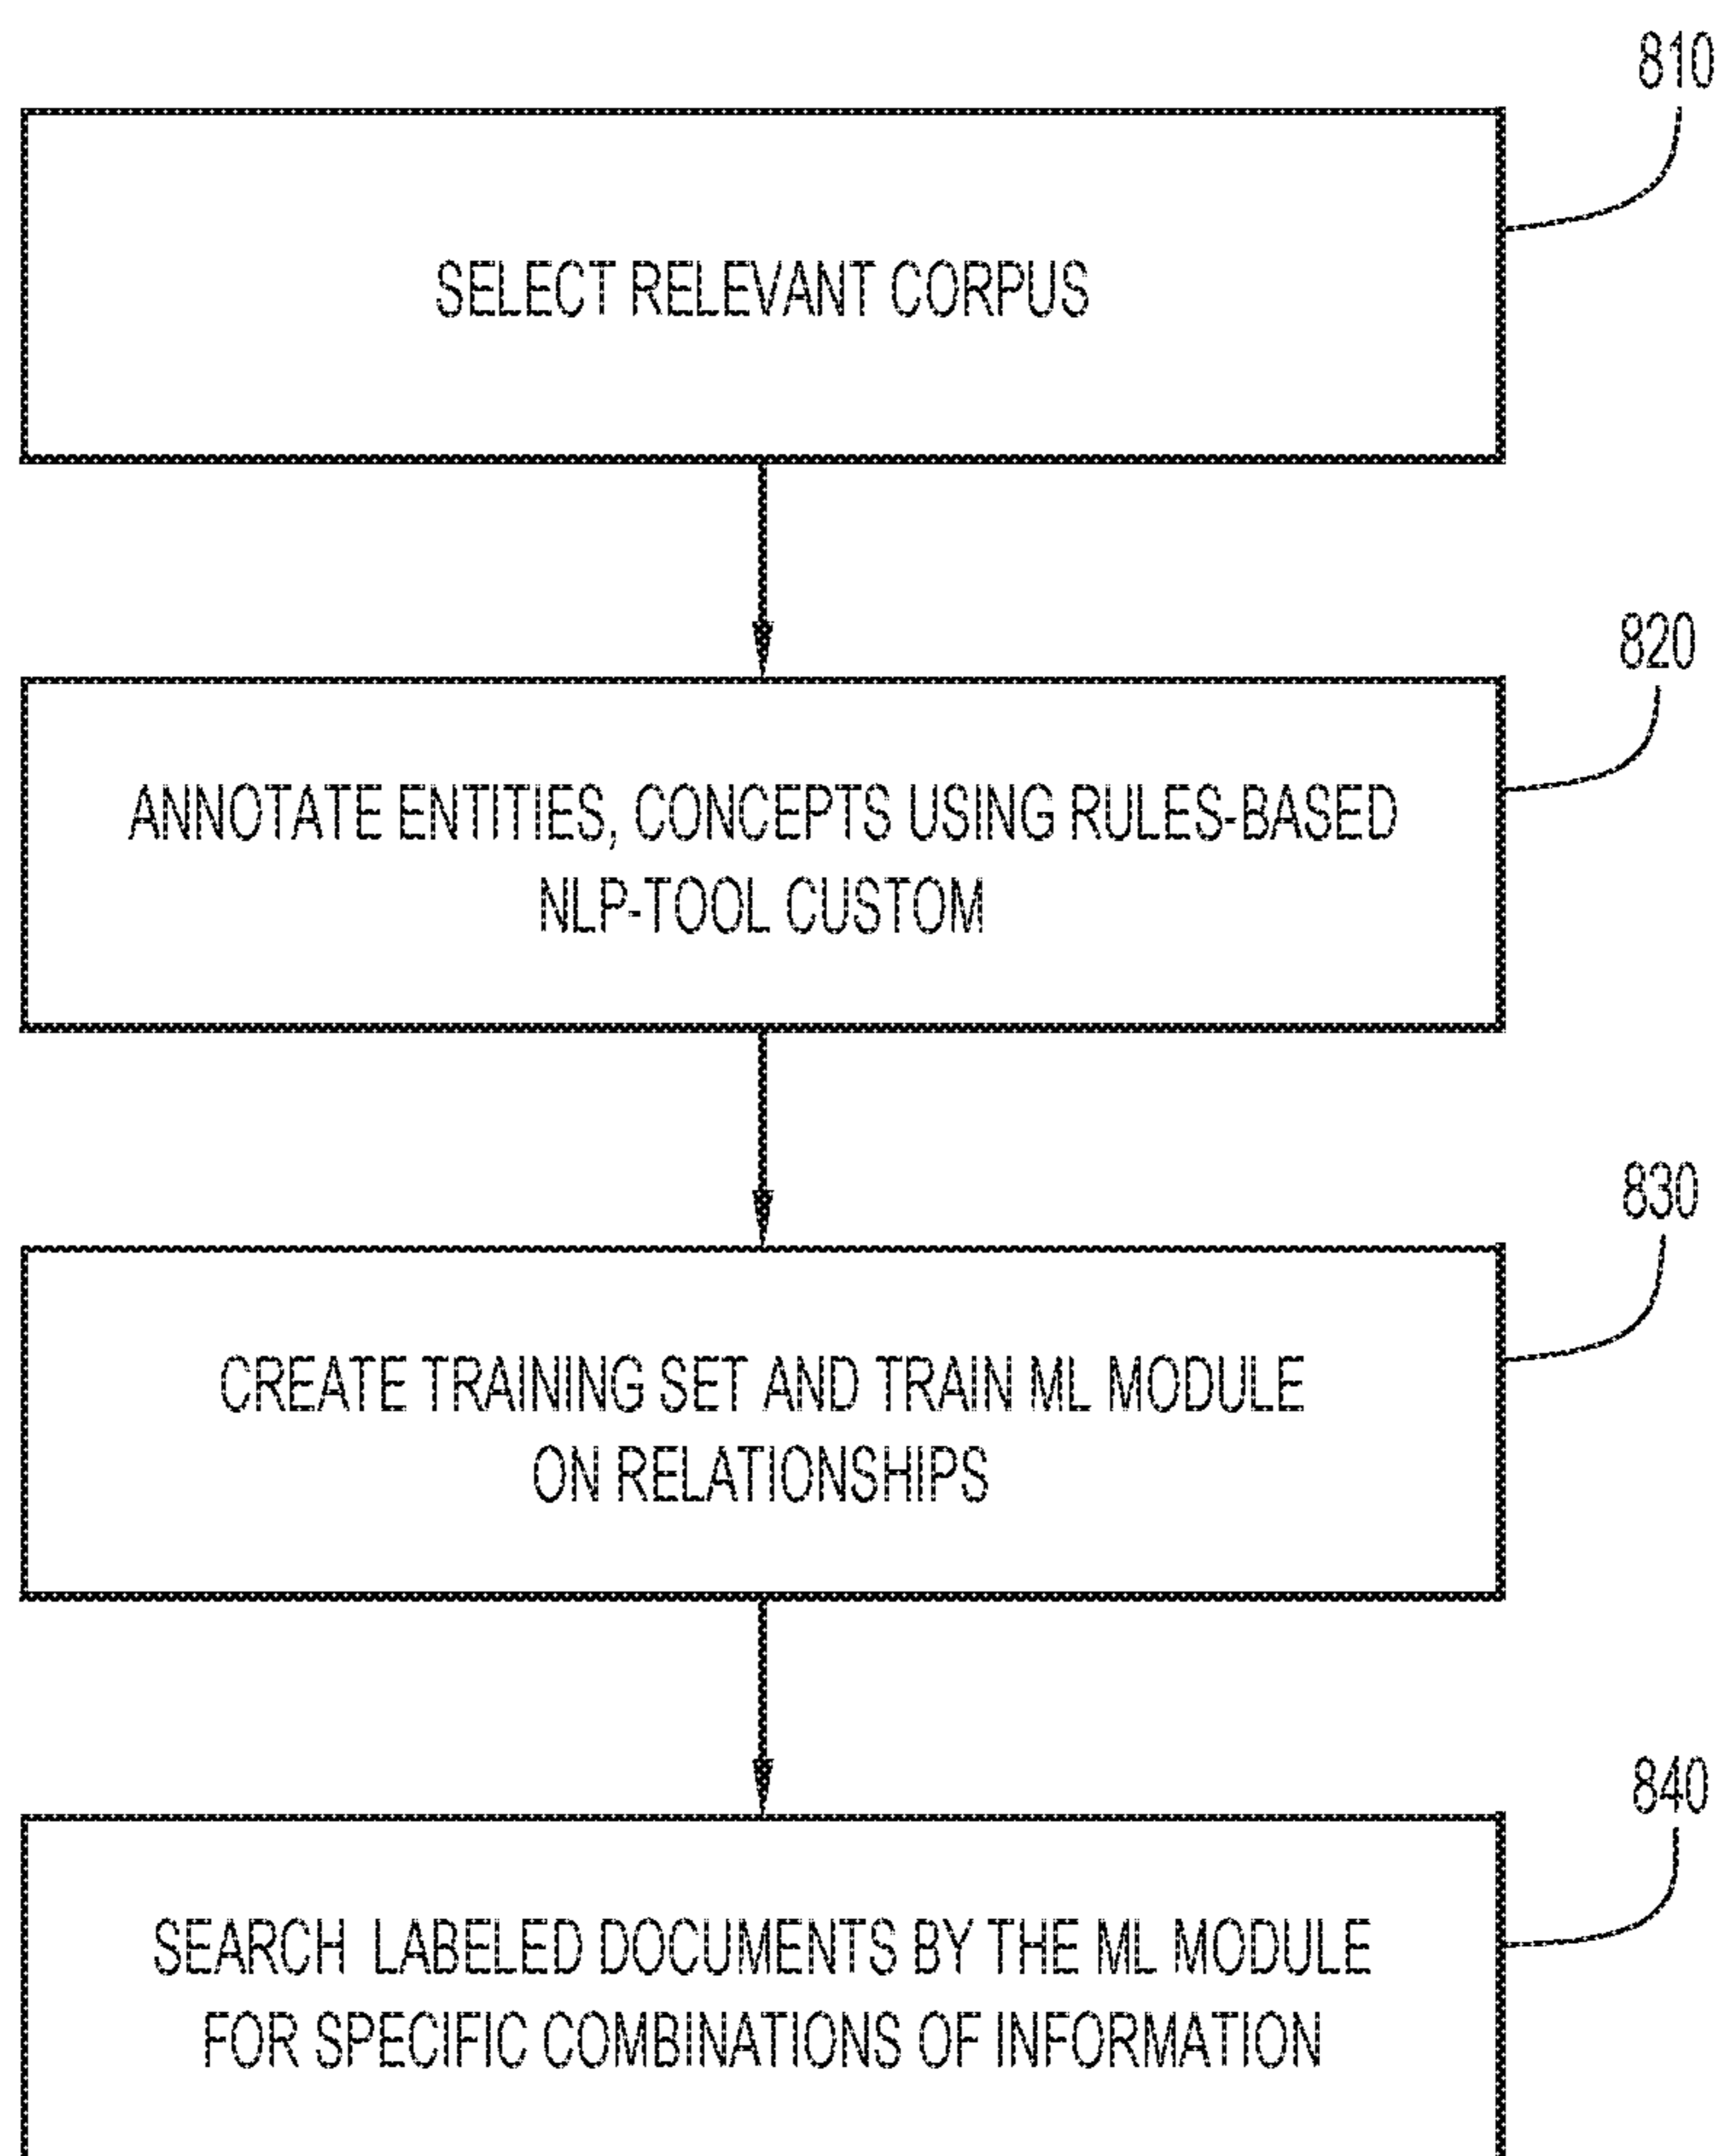 810
SELECT RELEVANT CORPUS
820
ANNOTATE ENTITIES, CONCEPTS USING RULES-BASED
NLP-TOOL CUSTOM
830
CREATE TRAINING SET AND TRAIN ML MODULE
ON RELATIONSHIPS
840
SEARCH LABELED DOCUMENTS BY THE ML MODULE
FOR SPECIFIC COMBINATIONS OF INFORMATION